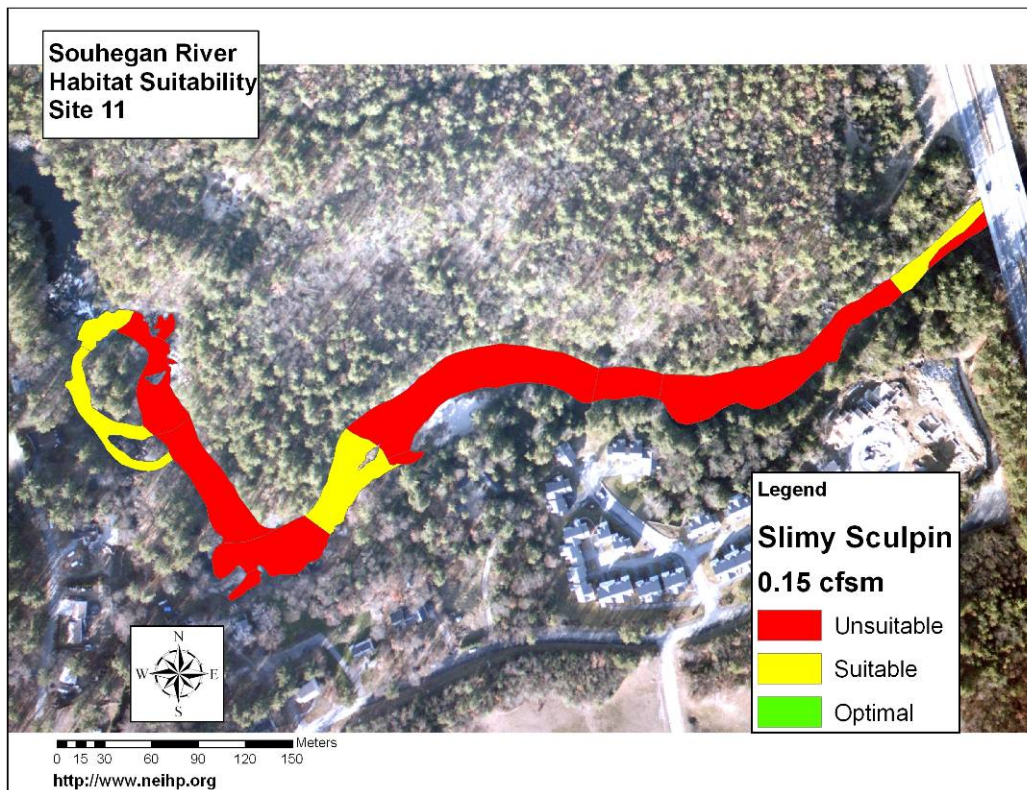 Souhegan River
Habitat Suitability
Site 11
Legend
Slimy Sculpin
0.15 cfsm
Unsuitable
Suitable
Optimal
N
W E
S
Meters
0 15 30 60 90 120 150
http://www.neihp.org